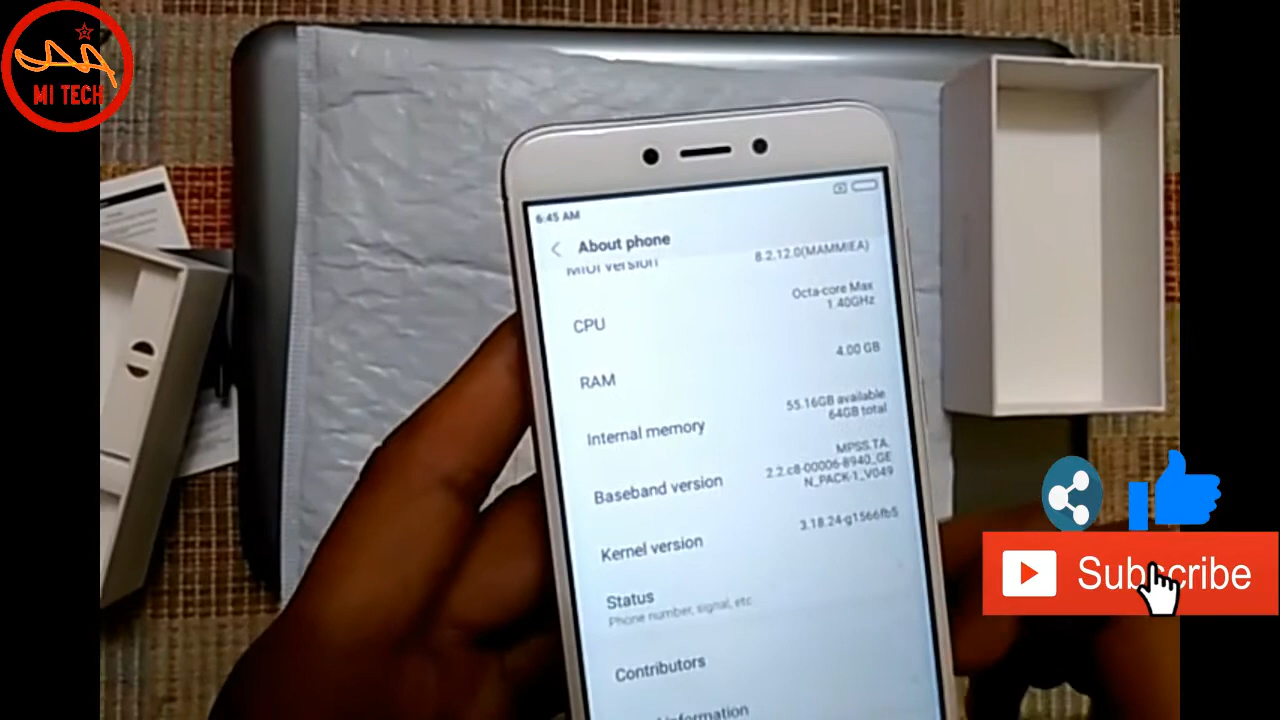 MI TECH
6:45 AM
About phone
MIUI version
8.2.12.0(MAMMIEA)
CPU
Octa-core Max
1.40GHz
RAM
4.00 GB
Internal memory
55.16GB available
64GB total
Baseband version
MPSS.TA.
2.2.c8-00006-8940_GE
N_PACK-1_V049
Kernel version
3.18.24-g1566fb5
Status
Phone number, signal, etc
Contributors
information
Subscribe